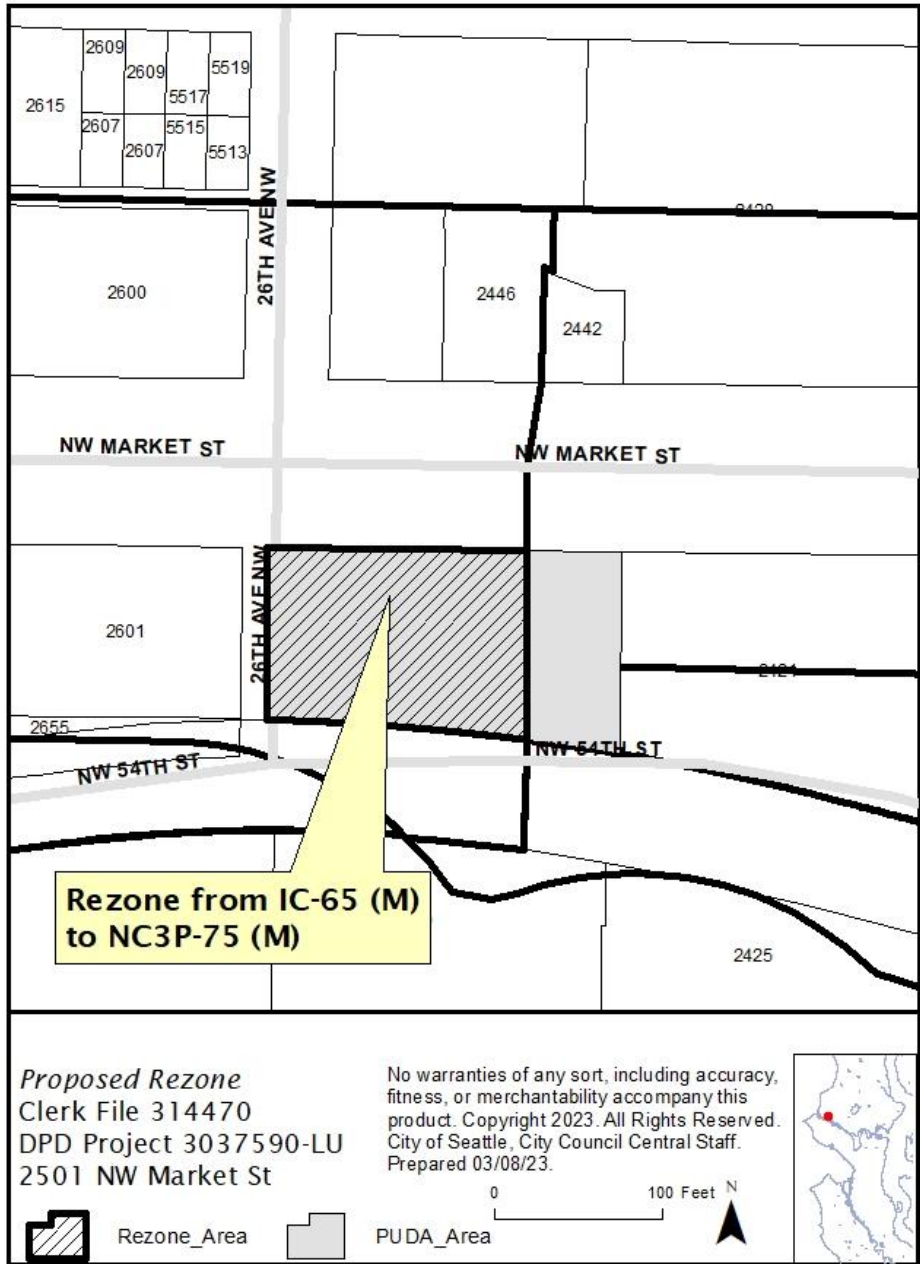 2609
2609
5519
2615
5517
2607
2607
5515
5513
26TH AVE NW
2600
2446
2442
NW MARKET ST
NW MARKET ST
26TH AVE NW
2601
2655
NW 54TH ST
NW 54TH ST
Rezone from IC-65 (M)
to NC3P-75 (M)
2425
Proposed Rezone
Clerk File 314470
DPD Project 3037590-LU
2501 NW Market St
No warranties of any sort, including accuracy,
fitness, or merchantability accompany this
product. Copyright 2023. All Rights Reserved.
City of Seattle, City Council Central Staff.
Prepared 03/08/23.
0 100 Feet
N
Rezone_Area
PUDA_Area